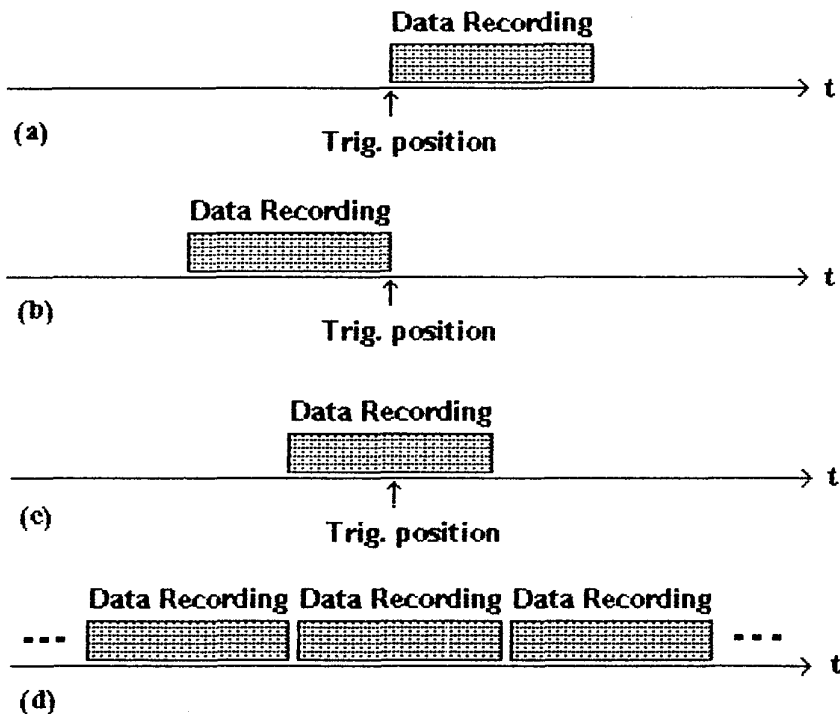 Data Recording
t
(a)
Trig. position
Data Recording
t
(b)
Trig. position
Data Recording
t
(c)
Trig. position
Data Recording Data Recording Data Recording
t
(d)